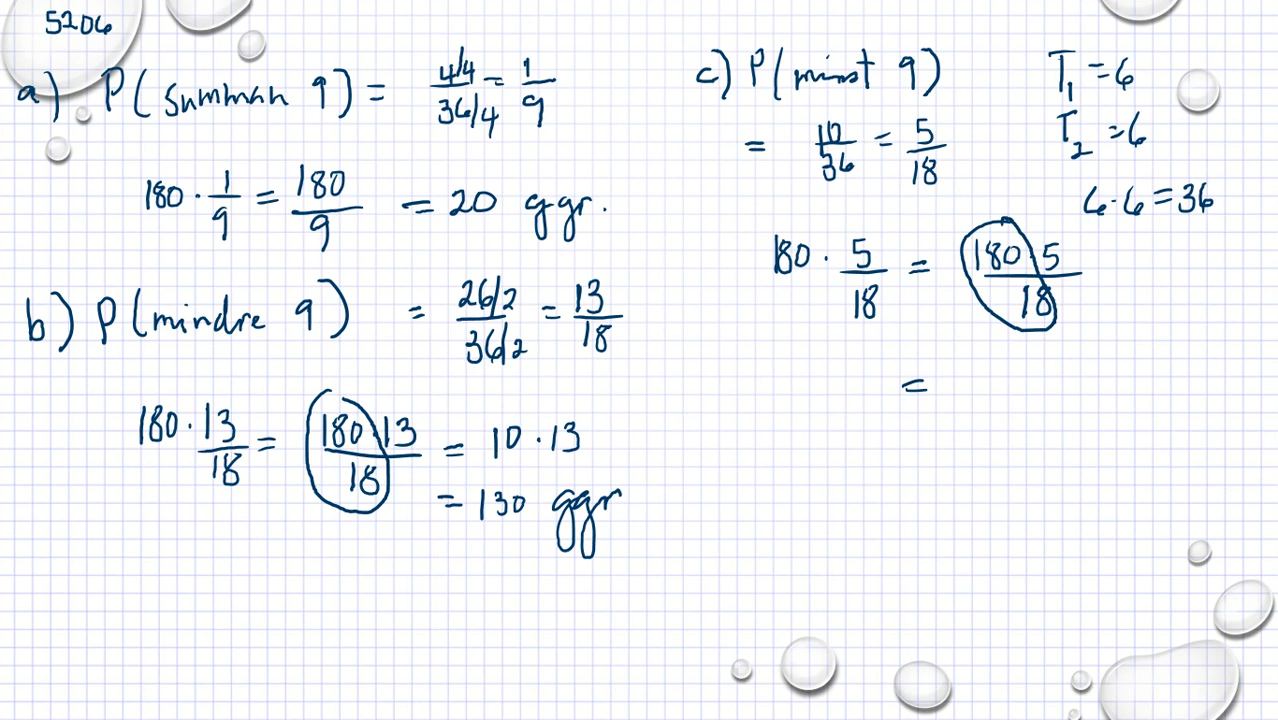 5206
a) P(summan 9) = 4/4 / 36/4 = 1/9
180 · 1/9 = 180/9 = 20 ggr.
b) P(mindre 9) = 26/2 / 36/2 = 13/18
180 · 13/18 = 180·13/18 = 10 · 13
= 130 ggr
c) P(minst 9)
= 10/36 = 5/18
180 · 5/18 = 180·5/18
=
T1 = 6
T2 = 6
6·6 = 36